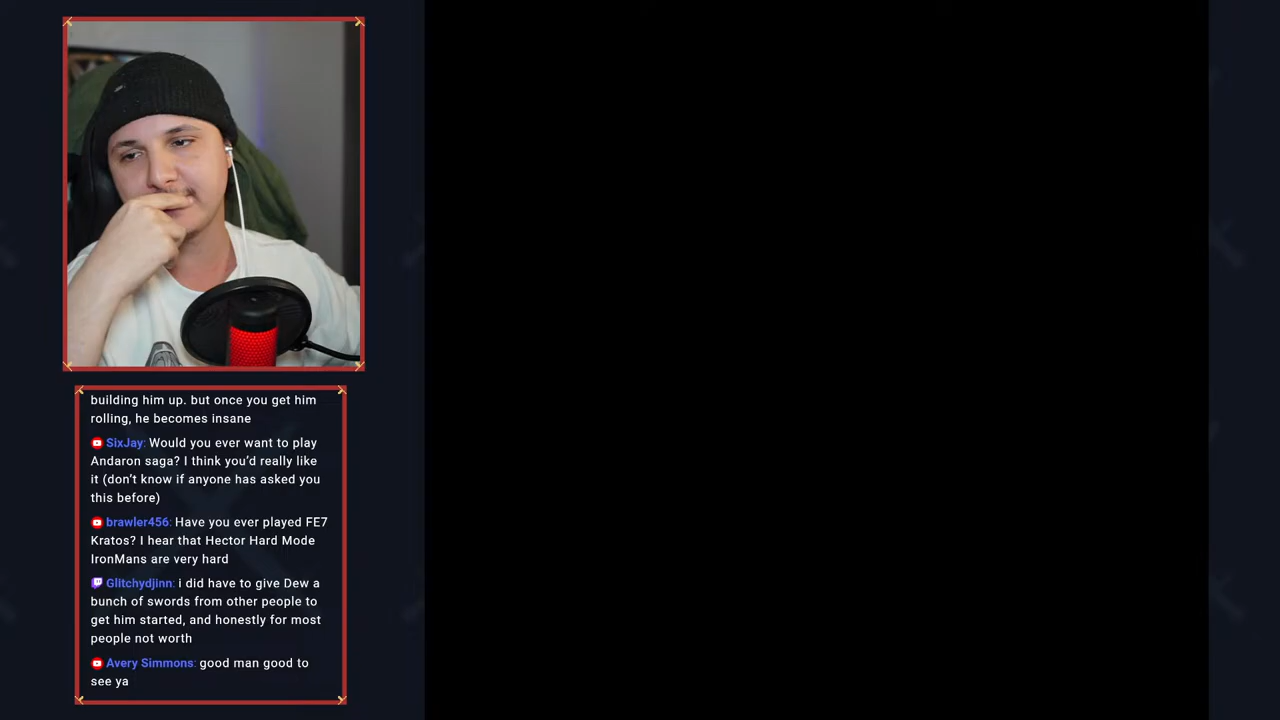 building him up. but once you get him
rolling, he becomes insane
SixJay: Would you ever want to play
Andaron saga? I think you’d really like
it (don’t know if anyone has asked you
this before)
brawler456: Have you ever played FE7
Kratos? I hear that Hector Hard Mode
IronMans are very hard
Glitchydjinn: i did have to give Dew a
bunch of swords from other people to
get him started, and honestly for most
people not worth
Avery Simmons: good man good to
see ya